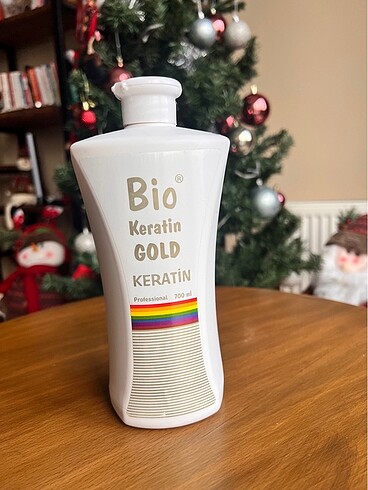 Bio®
Keratin
GOLD
KERATİN
Professional 700 ml